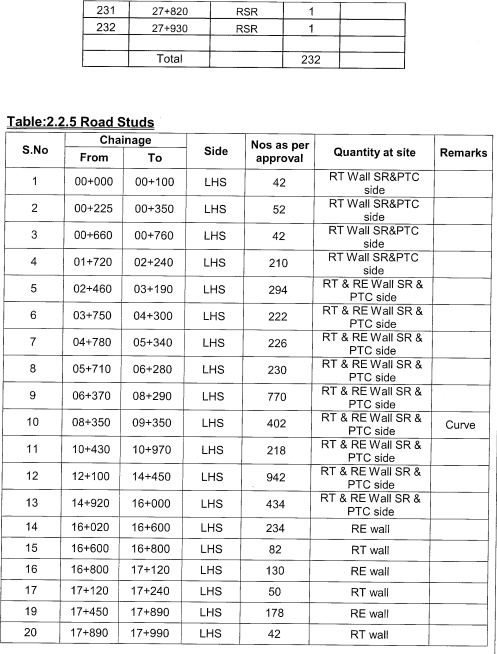 231 27+820 RSR 1
232 27+930 RSR 1
Total 232
Table:2.2.5 Road Studs
S.No Chainage Side Nos as per approval Quantity at site Remarks
From To
1 00+000 00+100 LHS 42 RT Wall SR&PTC side
2 00+225 00+350 LHS 52 RT Wall SR&PTC side
3 00+660 00+760 LHS 42 RT Wall SR&PTC side
4 01+720 02+240 LHS 210 RT Wall SR&PTC side
5 02+460 03+190 LHS 294 RT & RE Wall SR & PTC side
6 03+750 04+300 LHS 222 RT & RE Wall SR & PTC side
7 04+780 05+340 LHS 226 RT & RE Wall SR & PTC side
8 05+710 06+280 LHS 230 RT & RE Wall SR & PTC side
9 06+370 08+290 LHS 770 RT & RE Wall SR & PTC side
10 08+350 09+350 LHS 402 RT & RE Wall SR & PTC side Curve
11 10+430 10+970 LHS 218 RT & RE Wall SR & PTC side
12 12+100 14+450 LHS 942 RT & RE Wall SR & PTC side
13 14+920 16+000 LHS 434 RT & RE Wall SR & PTC side
14 16+020 16+600 LHS 234 RE wall
15 16+600 16+800 LHS 82 RT wall
16 16+800 17+120 LHS 130 RE wall
17 17+120 17+240 LHS 50 RT wall
19 17+450 17+890 LHS 178 RE wall
20 17+890 17+990 LHS 42 RT wall